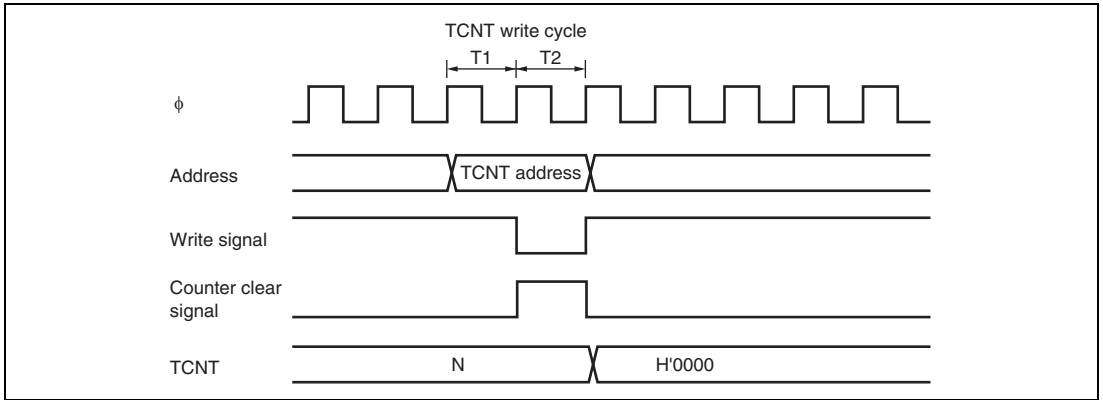 TCNT write cycle
T1 T2
ϕ
Address
TCNT address
Write signal
Counter clear
signal
TCNT
N
H'0000